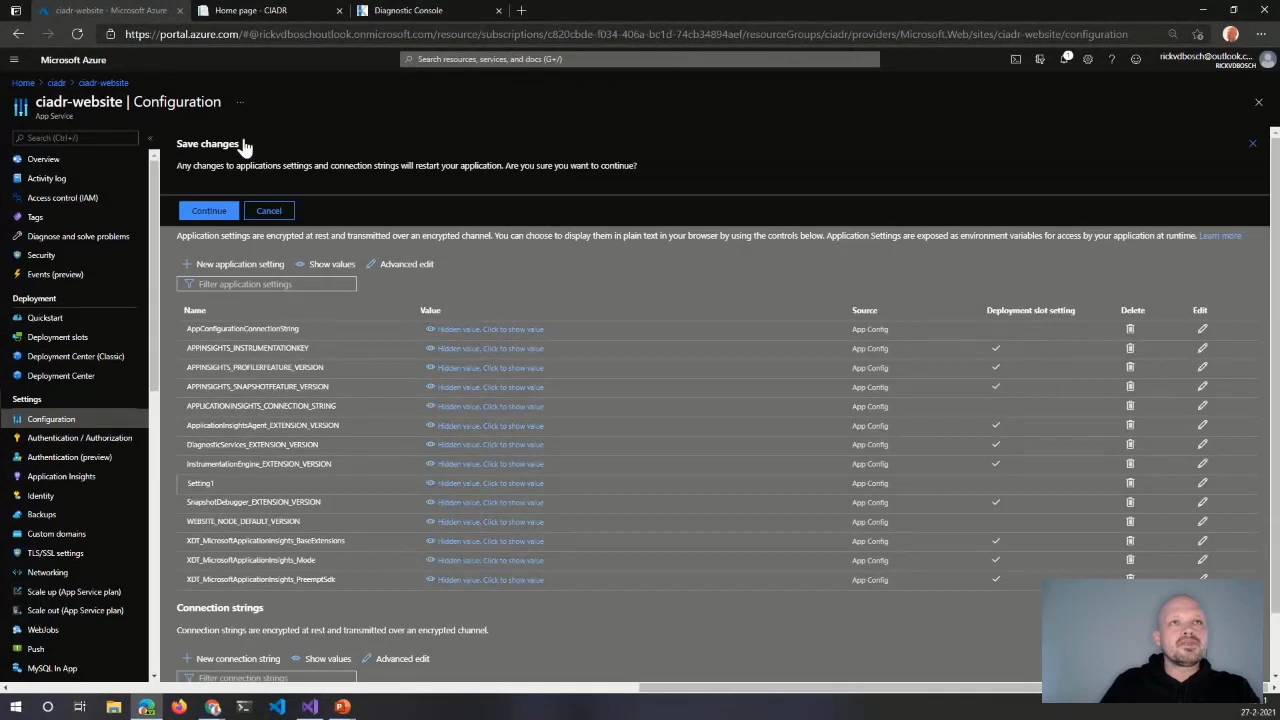 ciadr-website - Microsoft Azure
Home page - CIADR
Diagnostic Console
https://portal.azure.com/#@rickvdboschoutlook.onmicrosoft.com/resource/subscriptions/c820cbde-f034-406a-bc1d-74cb34894aef/resourceGroups/ciadr/providers/Microsoft.Web/sites/ciadr-website/configuration
Microsoft Azure
Search resources, services, and docs (G+/)
1
rickvdbosch@outlook.co...
RICKVDBOSCH
Home > ciadr > ciadr-website
ciadr-website | Configuration ...
App Service
Search (Ctrl+/)
Overview
Activity log
Access control (IAM)
Tags
Diagnose and solve problems
Security
Events (preview)
Deployment
Quickstart
Deployment slots
Deployment Center (Classic)
Deployment Center
Settings
Configuration
Authentication / Authorization
Authentication (preview)
Application Insights
Identity
Backups
Custom domains
TLS/SSL settings
Networking
Scale up (App Service plan)
Scale out (App Service plan)
WebJobs
Push
MySQL In App
Save changes
Any changes to applications settings and connection strings will restart your application. Are you sure you want to continue?
Continue Cancel
Application settings are encrypted at rest and transmitted over an encrypted channel. You can choose to display them in plain text in your browser by using the controls below. Application Settings are exposed as environment variables for access by your application at runtime. Learn more
New application setting Show values Advanced edit
Filter application settings
Name Value Source Deployment slot setting Delete Edit
AppConfigurationConnectionString Hidden value. Click to show value App Config
APPINSIGHTS_INSTRUMENTATIONKEY Hidden value. Click to show value App Config
APPINSIGHTS_PROFILERFEATURE_VERSION Hidden value. Click to show value App Config
APPINSIGHTS_SNAPSHOTFEATURE_VERSION Hidden value. Click to show value App Config
APPLICATIONINSIGHTS_CONNECTION_STRING Hidden value. Click to show value App Config
ApplicationInsightsAgent_EXTENSION_VERSION Hidden value. Click to show value App Config
DiagnosticServices_EXTENSION_VERSION Hidden value. Click to show value App Config
InstrumentationEngine_EXTENSION_VERSION Hidden value. Click to show value App Config
Setting1 Hidden value. Click to show value App Config
SnapshotDebugger_EXTENSION_VERSION Hidden value. Click to show value App Config
WEBSITE_NODE_DEFAULT_VERSION Hidden value. Click to show value App Config
XDT_MicrosoftApplicationInsights_BaseExtensions Hidden value. Click to show value App Config
XDT_MicrosoftApplicationInsights_Mode Hidden value. Click to show value App Config
XDT_MicrosoftApplicationInsights_PreemptSdk Hidden value. Click to show value App Config
Connection strings
Connection strings are encrypted at rest and transmitted over an encrypted channel.
New connection string Show values Advanced edit
Filter connection strings
27-2-2021